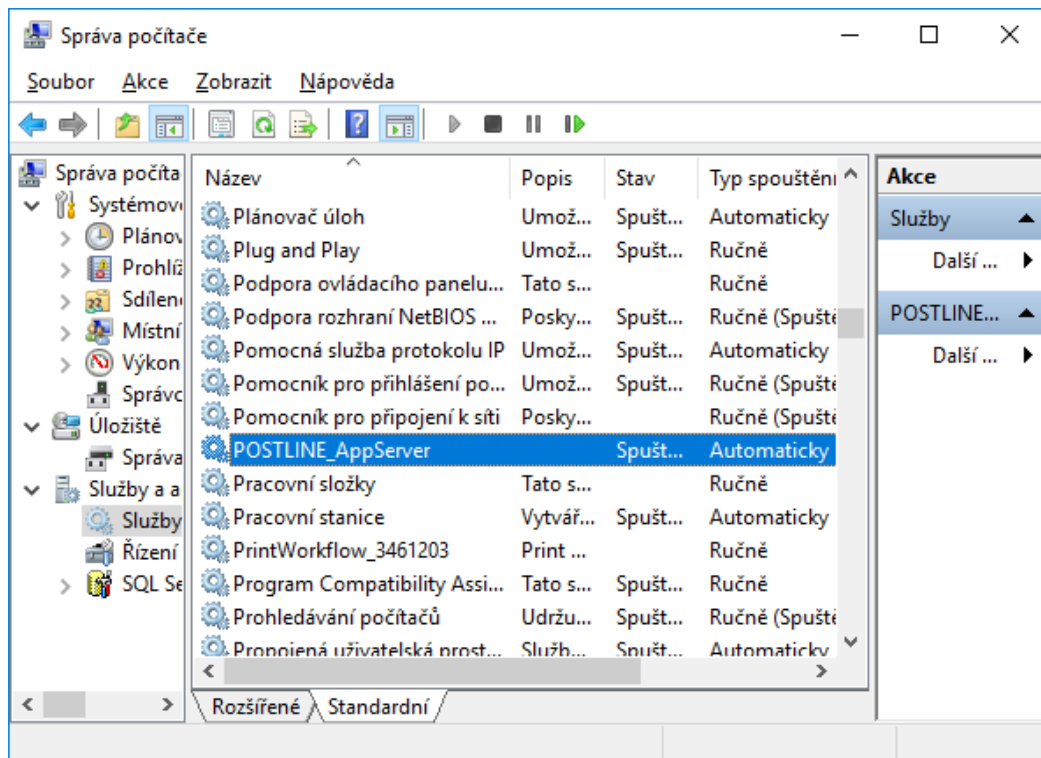 Správa počítače
Soubor Akce Zobrazit Nápověda
Správa počíta
Systémov
Plánov
Prohlíž
Sdílen
Místní
Výkon
Správc
Úložiště
Správa
Služby a a
Služby
Řízení
SQL Se
Název Popis Stav Typ spouštění
Plánovač úloh Umož... Spušt... Automaticky
Plug and Play Umož... Spušt... Ručně
Podpora ovládacího panelu... Tato s... Ručně
Podpora rozhraní NetBIOS ... Posky... Spušt... Ručně (Spuště
Pomocná služba protokolu IP Umož... Spušt... Automaticky
Pomocník pro přihlášení po... Umož... Spušt... Ručně (Spuště
Pomocník pro připojení k síti Posky... Ručně (Spuště
POSTLINE_AppServer Spušt... Automaticky
Pracovní složky Tato s... Ručně
Pracovní stanice Vytvář... Spušt... Automaticky
PrintWorkflow_3461203 Print ... Ručně
Program Compatibility Assi... Tato s... Spušt... Ručně
Prohledávání počítačů Udržu... Spušt... Ručně (Spuště
Propojená uživatelská prost... Služb... Spušt... Automaticky
Rozšířené Standardní
Akce
Služby
Další ...
POSTLINE...
Další ...